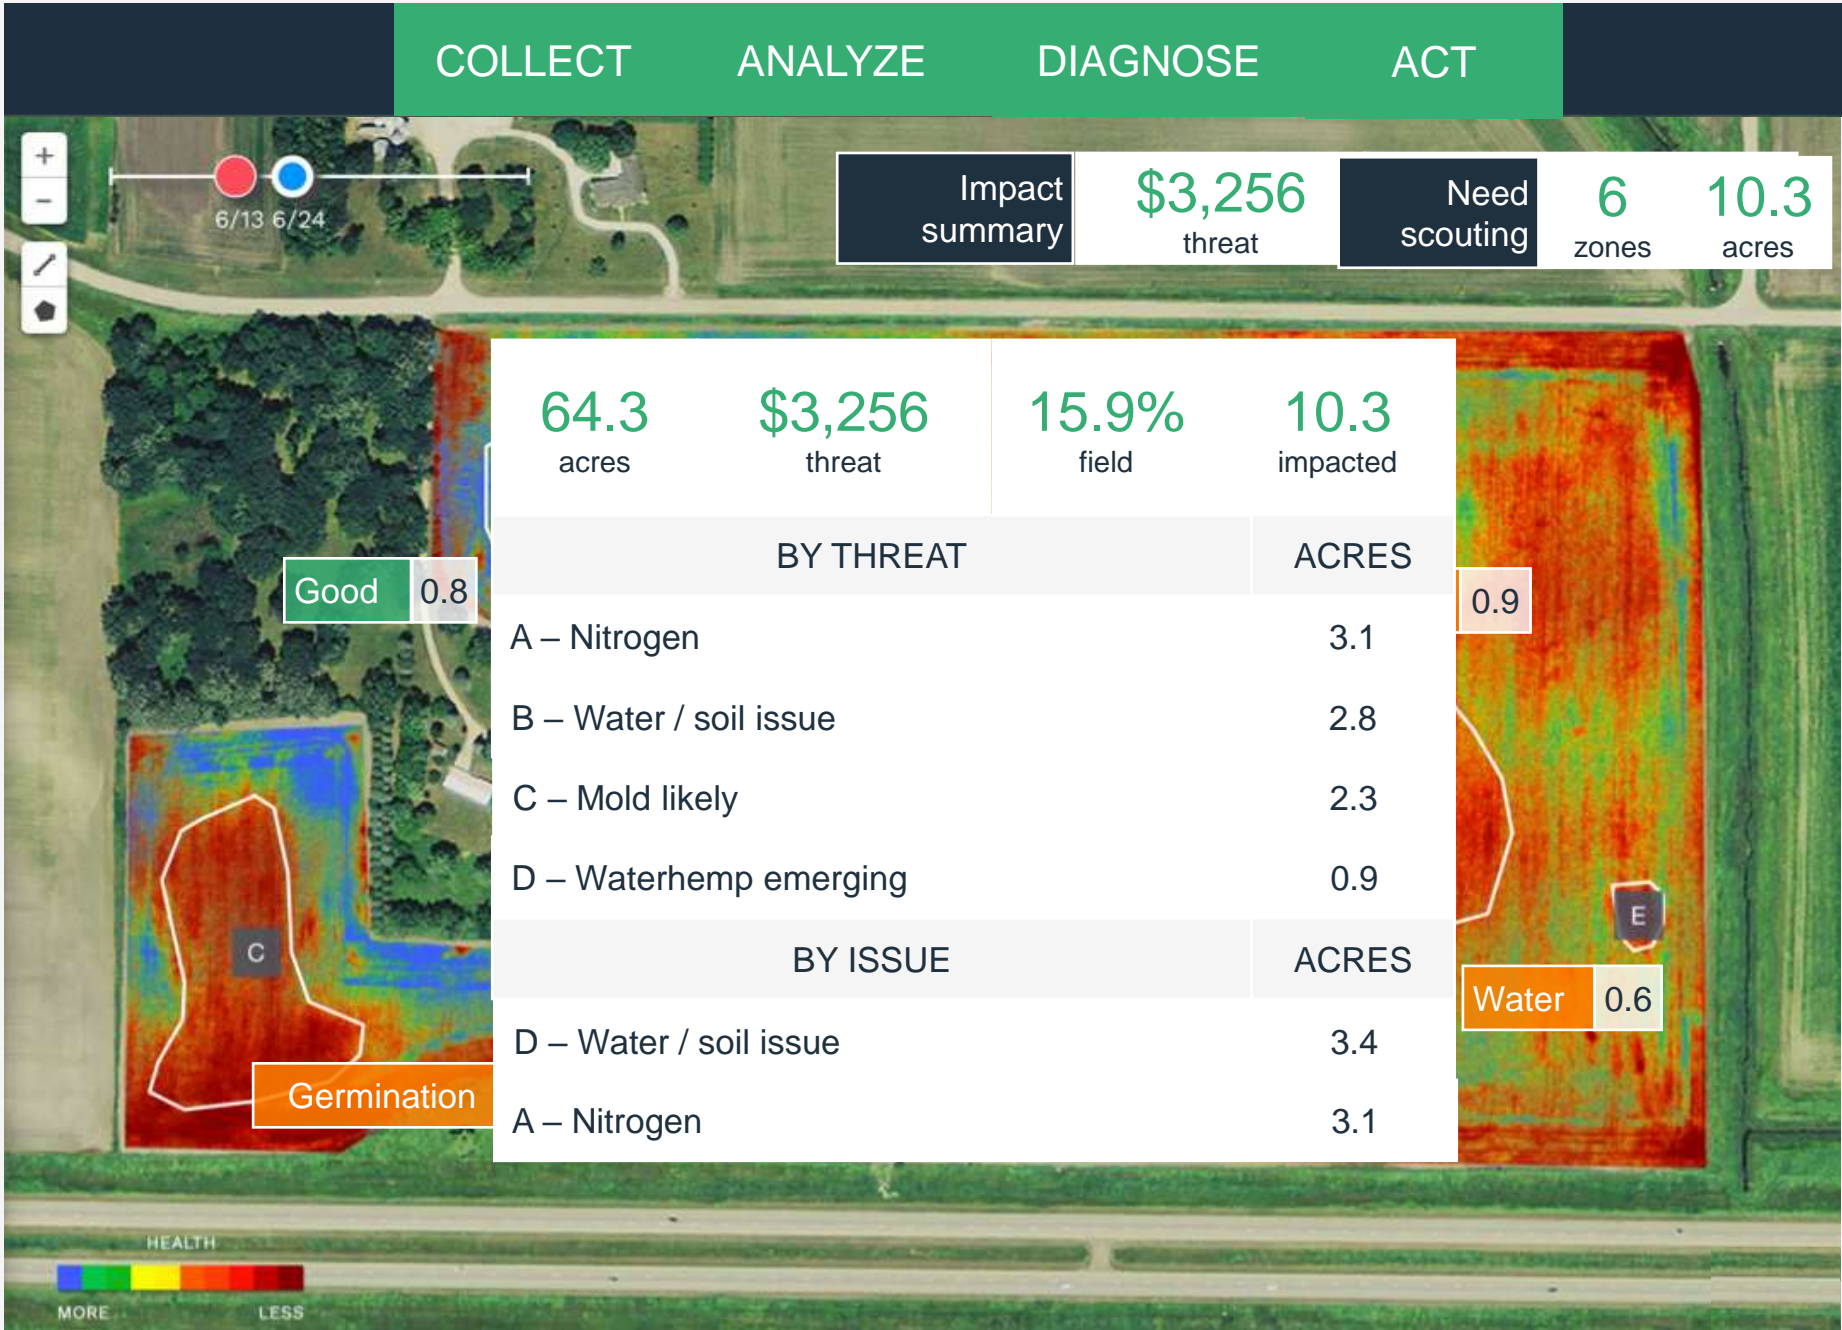 COLLECT ANALYZE DIAGNOSE ACT
+
−
6/13 6/24
Impact
summary
$3,256
threat
Need
scouting
6
zones
10.3
acres
64.3
acres
$3,256
threat
15.9%
field
10.3
impacted
BY THREAT ACRES
A – Nitrogen 3.1
B – Water / soil issue 2.8
C – Mold likely 2.3
D – Waterhemp emerging 0.9
BY ISSUE ACRES
D – Water / soil issue 3.4
A – Nitrogen 3.1
Good 0.8
0.9
C
E
Water 0.6
Germination
HEALTH
MORE LESS